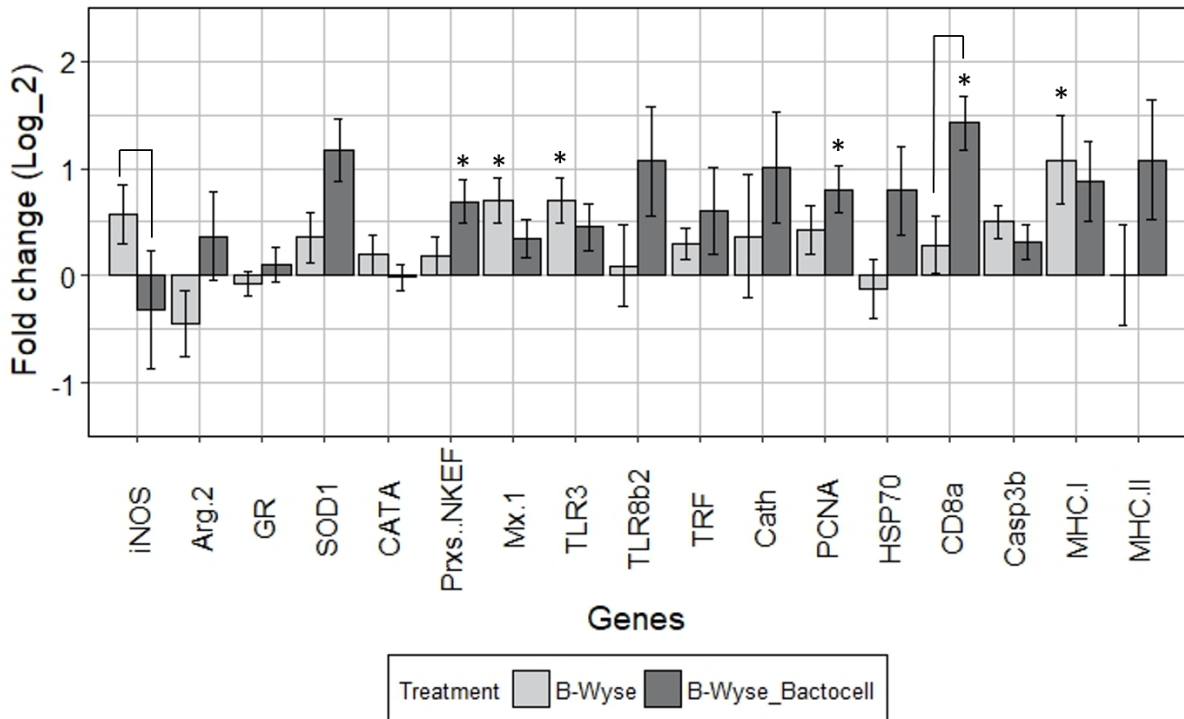 Fold change (Log_2)
2
1
0
-1
* * * * * *
iNOS
Arg.2
GR
SOD1
CATA
Prxs..NKEF
Mx.1
TLR3
TLR8b2
TRF
Cath
PCNA
HSP70
CD8a
Casp3b
MHC.I
MHC.II
Genes
Treatment B-Wyse B-Wyse_Bactocell